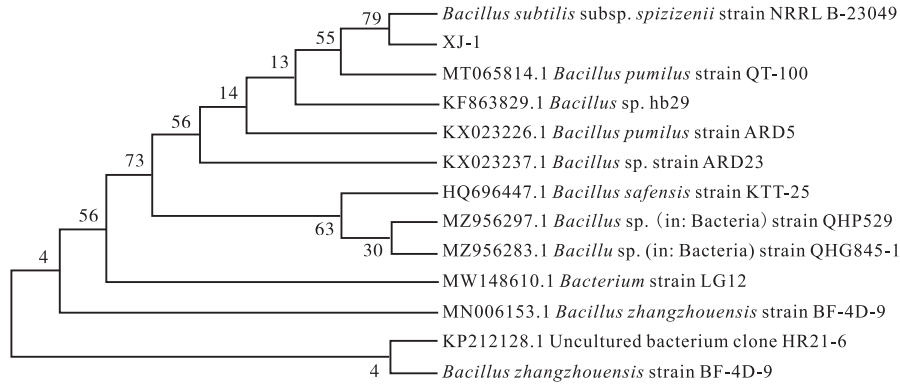 79
Bacillus subtilis subsp. spizizenii strain NRRL B-23049
XJ-1
55
MT065814.1 Bacillus pumilus strain QT-100
13
KF863829.1 Bacillus sp. hb29
14
KX023226.1 Bacillus pumilus strain ARD5
56
KX023237.1 Bacillus sp. strain ARD23
73
HQ696447.1 Bacillus safensis strain KTT-25
63
MZ956297.1 Bacillus sp. (in: Bacteria) strain QHP529
30
MZ956283.1 Bacillu sp. (in: Bacteria) strain QHG845-1
56
MW148610.1 Bacterium strain LG12
4
MN006153.1 Bacillus zhangzhouensis strain BF-4D-9
KP212128.1 Uncultured bacterium clone HR21-6
4
Bacillus zhangzhouensis strain BF-4D-9